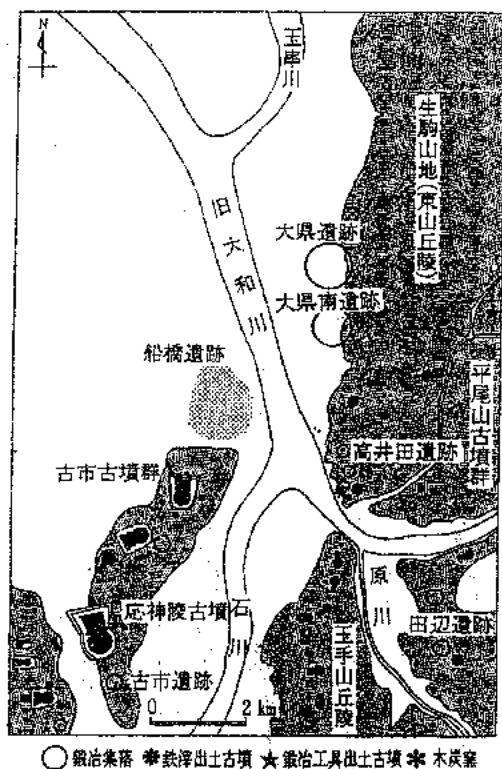 N
玉串川
生駒山地(東山丘陵)
旧大和川
大県遺跡
大県南遺跡
船橋遺跡
平尾山古墳群
高井田遺跡
古市古墳群
原川
応神陵古墳
石川
玉手山丘陵
田辺遺跡
古市遺跡
0 2 km
鍛冶集落 鉄滓出土古墳 鍛冶工具出土古墳 木炭窯